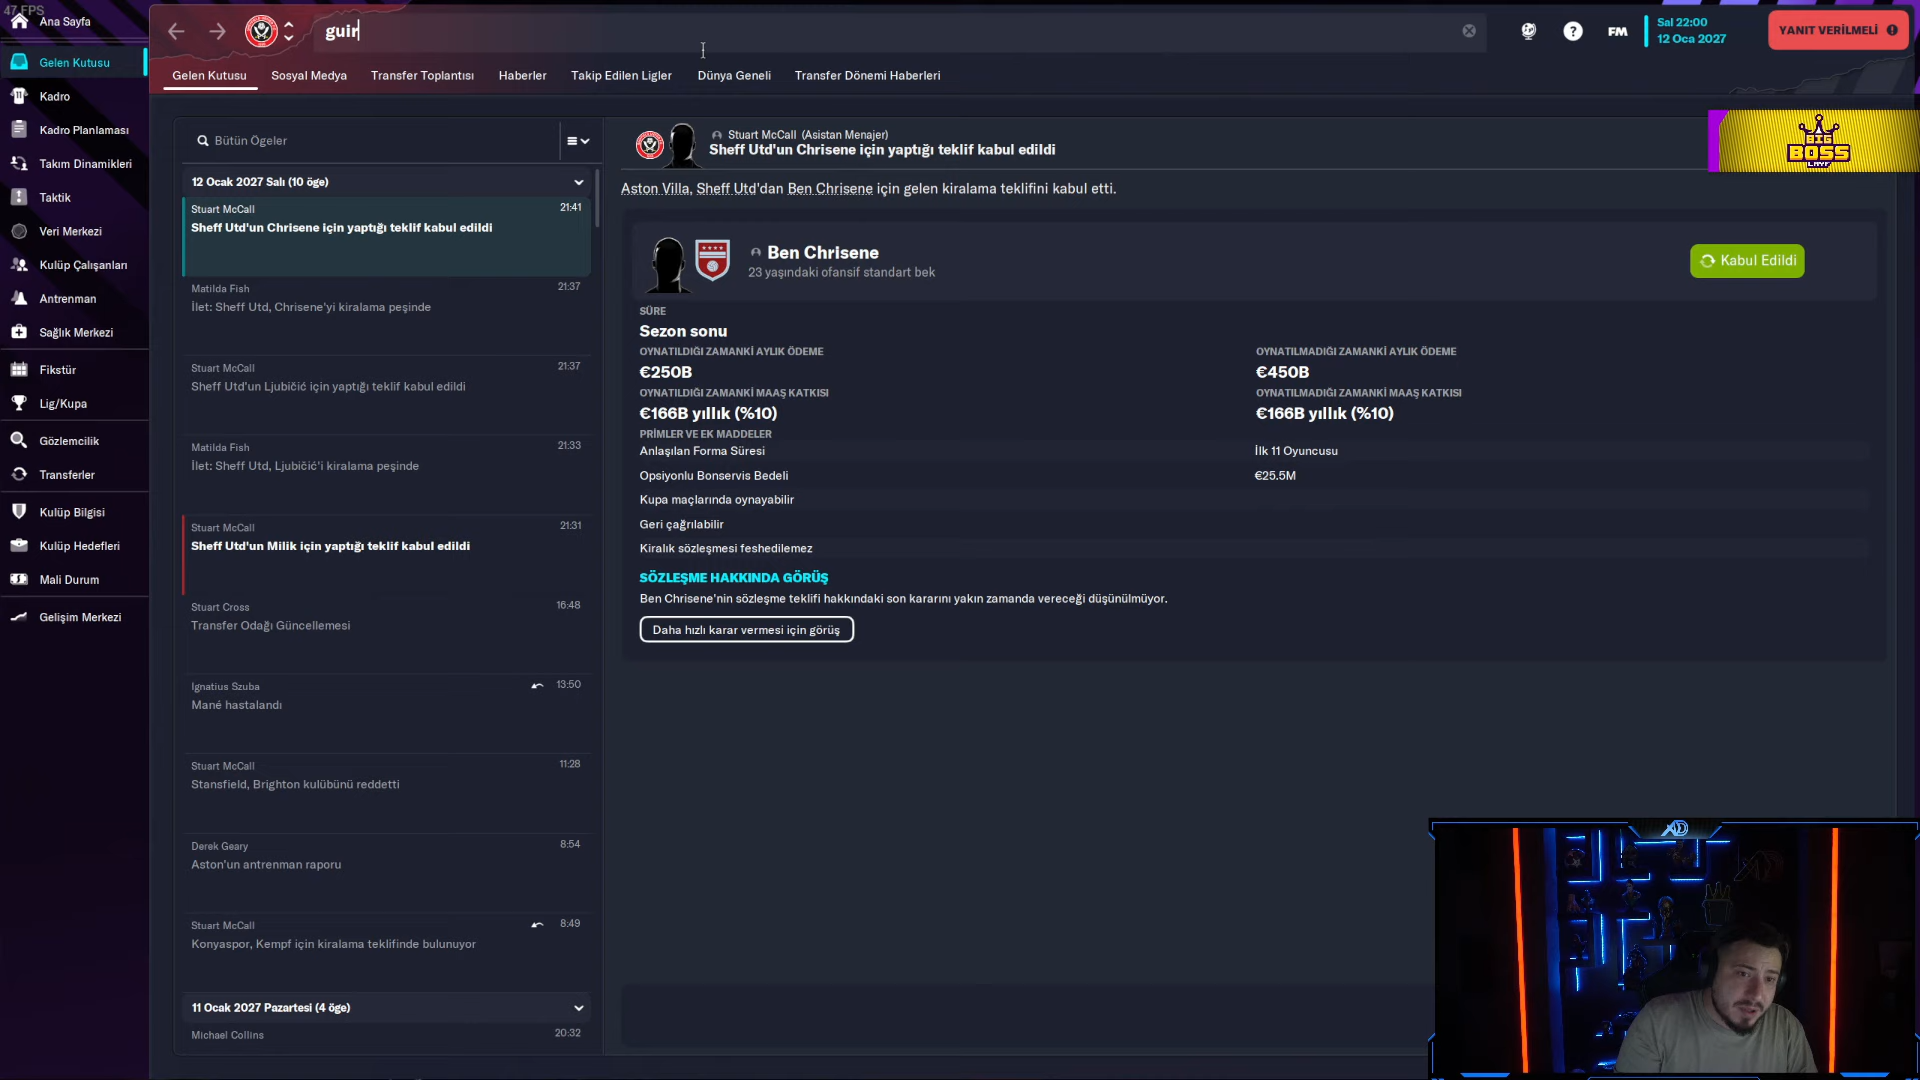 47 FPS
guir
Sal 22:00
12 Oca 2027
FM
YANIT VERİLMELİ
Ana Sayfa
Gelen Kutusu
Kadro
Kadro Planlaması
Takım Dinamikleri
Taktik
Veri Merkezi
Kulüp Çalışanları
Antrenman
Sağlık Merkezi
Fikstür
Lig/Kupa
Gözlemcilik
Transferler
Kulüp Bilgisi
Kulüp Hedefleri
Mali Durum
Gelişim Merkezi
Gelen Kutusu
Sosyal Medya
Transfer Toplantısı
Haberler
Takip Edilen Ligler
Dünya Geneli
Transfer Dönemi Haberleri
Bütün Ögeler
12 Ocak 2027 Salı (10 öge)
Stuart McCall 21:41
Sheff Utd'un Chrisene için yaptığı teklif kabul edildi
Matilda Fish 21:37
İlet: Sheff Utd, Chrisene'yi kiralama peşinde
Stuart McCall 21:37
Sheff Utd'un Ljubičić için yaptığı teklif kabul edildi
Matilda Fish 21:33
İlet: Sheff Utd, Ljubičić'i kiralama peşinde
Stuart McCall 21:31
Sheff Utd'un Milik için yaptığı teklif kabul edildi
Stuart Cross 16:48
Transfer Odağı Güncellemesi
Ignatius Szuba 13:50
Mané hastalandı
Stuart McCall 11:28
Stansfield, Brighton kulübünü reddetti
Derek Geary 8:54
Aston'un antrenman raporu
Stuart McCall 8:49
Konyaspor, Kempf için kiralama teklifinde bulunuyor
11 Ocak 2027 Pazartesi (4 öge)
Michael Collins 20:32
Stuart McCall (Asistan Menajer)
Sheff Utd'un Chrisene için yaptığı teklif kabul edildi
BIG
BOSS
Aston Villa, Sheff Utd'dan Ben Chrisene için gelen kiralama teklifini kabul etti.
Ben Chrisene
23 yaşındaki ofansif standart bek
Kabul Edildi
SÜRE
Sezon sonu
OYNATILDIĞI ZAMANKİ AYLIK ÖDEME
€250B
OYNATILMADIĞI ZAMANKİ AYLIK ÖDEME
€450B
OYNATILDIĞI ZAMANKİ MAAŞ KATKISI
€166B yıllık (%10)
OYNATILMADIĞI ZAMANKİ MAAŞ KATKISI
€166B yıllık (%10)
PRİMLER VE EK MADDELER
Anlaşılan Forma Süresi İlk 11 Oyuncusu
Opsiyonlu Bonservis Bedeli €25.5M
Kupa maçlarında oynayabilir
Geri çağrılabilir
Kiralık sözleşmesi feshedilemez
SÖZLEŞME HAKKINDA GÖRÜŞ
Ben Chrisene'nin sözleşme teklifi hakkındaki son kararını yakın zamanda vereceği düşünülmüyor.
Daha hızlı karar vermesi için görüş